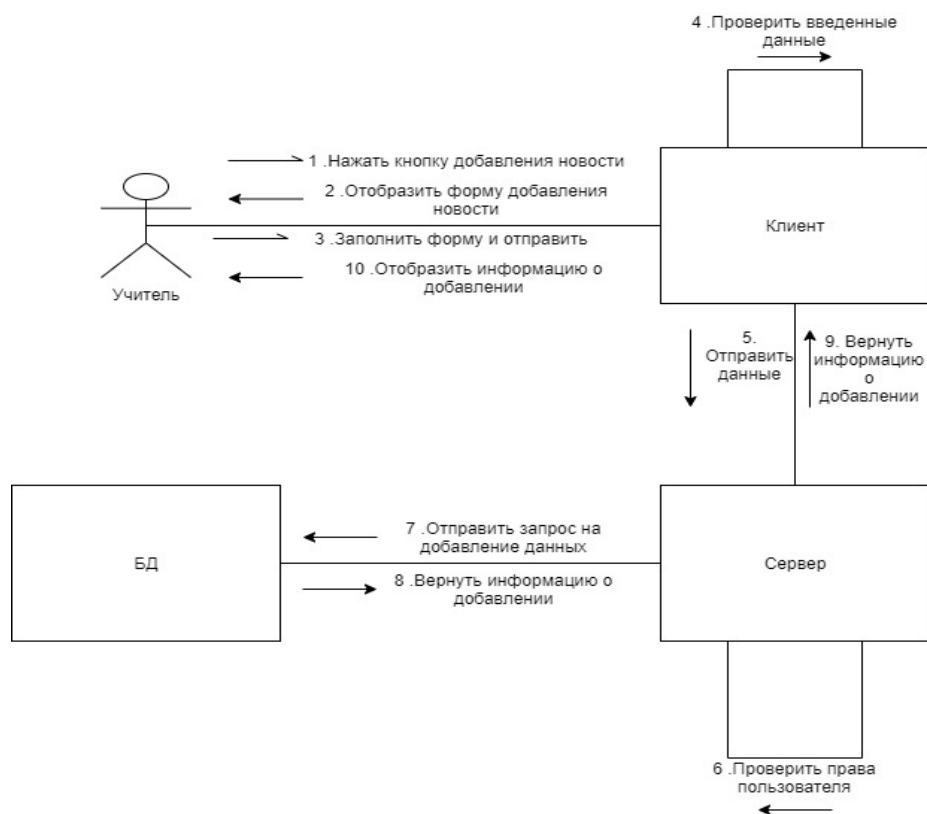 4 .Проверить введенные
данные
1 .Нажать кнопку добавления новости
2 .Отобразить форму добавления
новости
3 .Заполнить форму и отправить
10 .Отобразить информацию о
добавлении
Учитель
Клиент
5.
Отправить
данные
9. Вернуть
информацию
о
добавлении
7 .Отправить запрос на
добавление данных
8 .Вернуть информацию о
добавлении
БД
Сервер
6 .Проверить права
пользователя